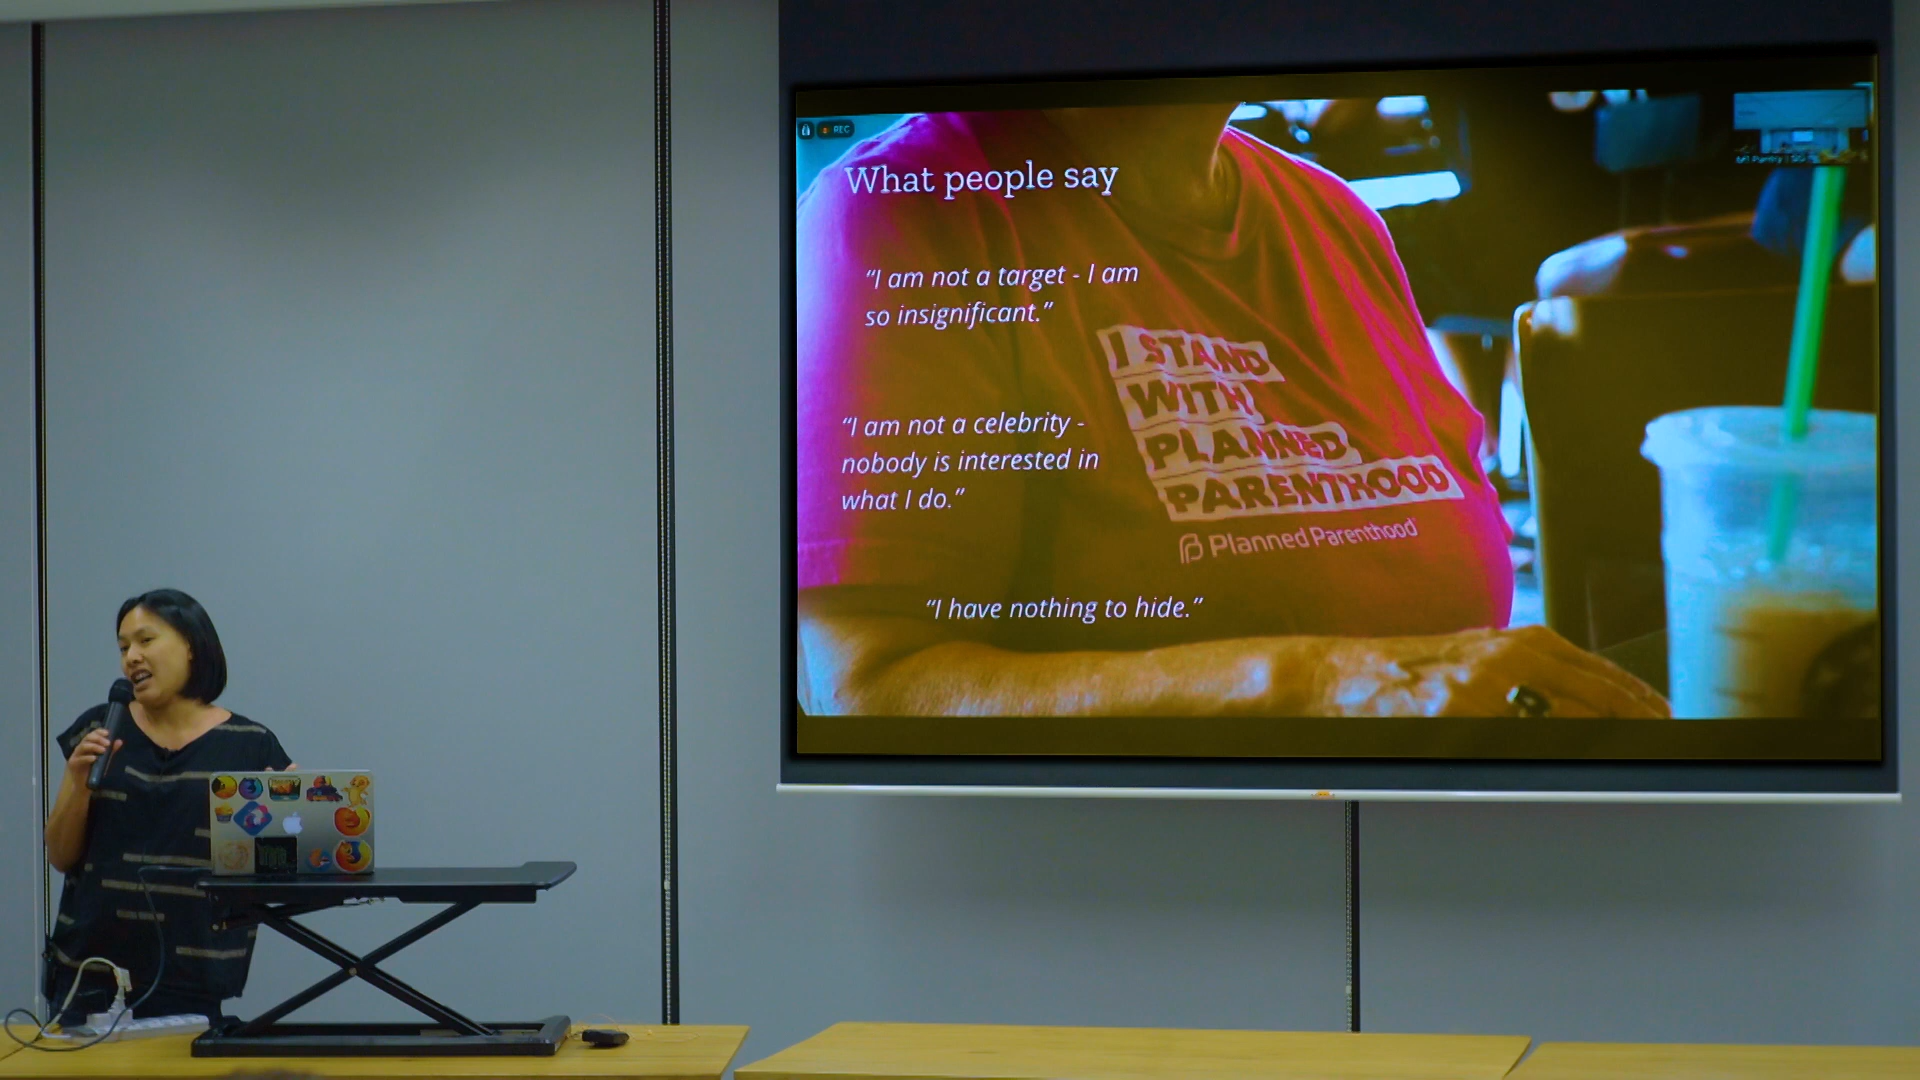 REC
What people say
“I am not a target - I am
so insignificant.”
“I am not a celebrity -
nobody is interested in
what I do.”
“I have nothing to hide.”
I STAND
WITH
PLANNED
PARENTHOOD
Planned Parenthood